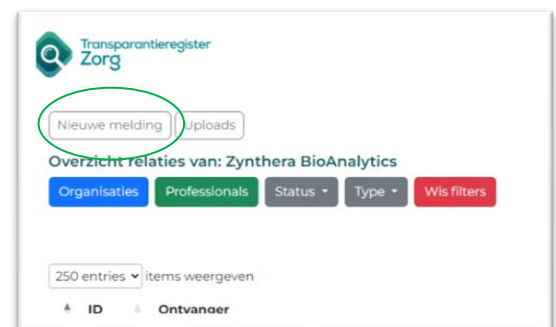 Transparantieregister
Zorg
Nieuwe melding Uploads
Overzicht relaties van: Zynthera BioAnalytics
Organisaties Professionals Status Type Wis filters
250 entries items weergeven
ID Ontvanger